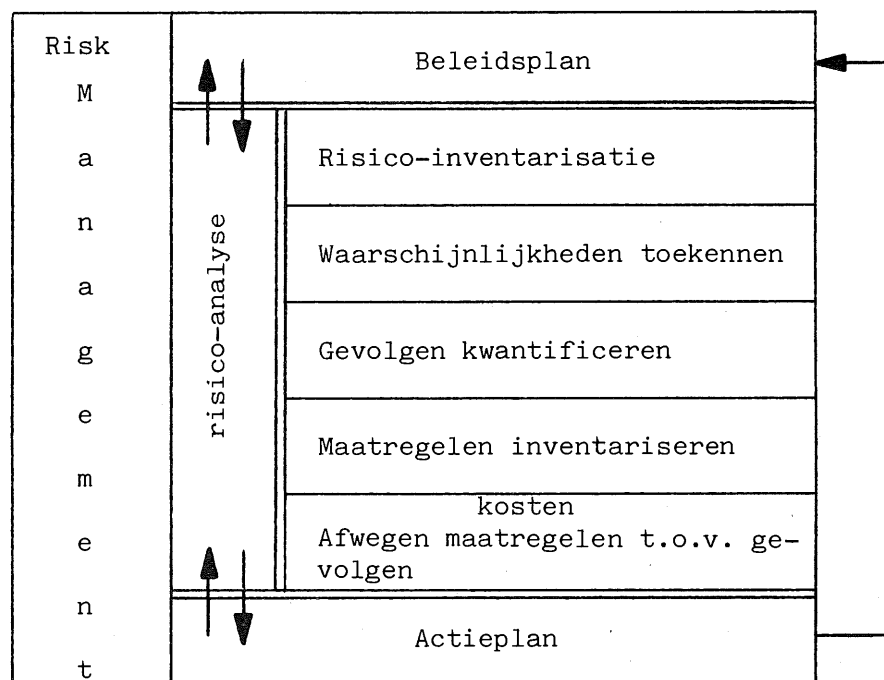 Risk
M
a
n
a
g
e
m
e
n
t
Beleidsplan
risico-analyse
Risico-inventarisatie
Waarschijnlijkheden toekennen
Gevolgen kwantificeren
Maatregelen inventariseren
kosten
Afwegen maatregelen t.o.v. ge-
volgen
Actieplan